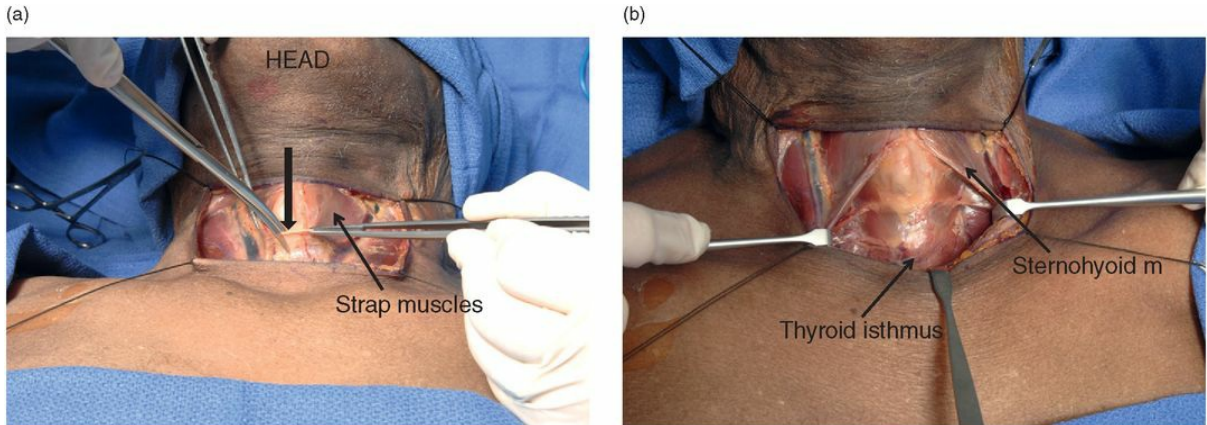 (a)
HEAD
Strap muscles
(b)
Sternohyoid m
Thyroid isthmus